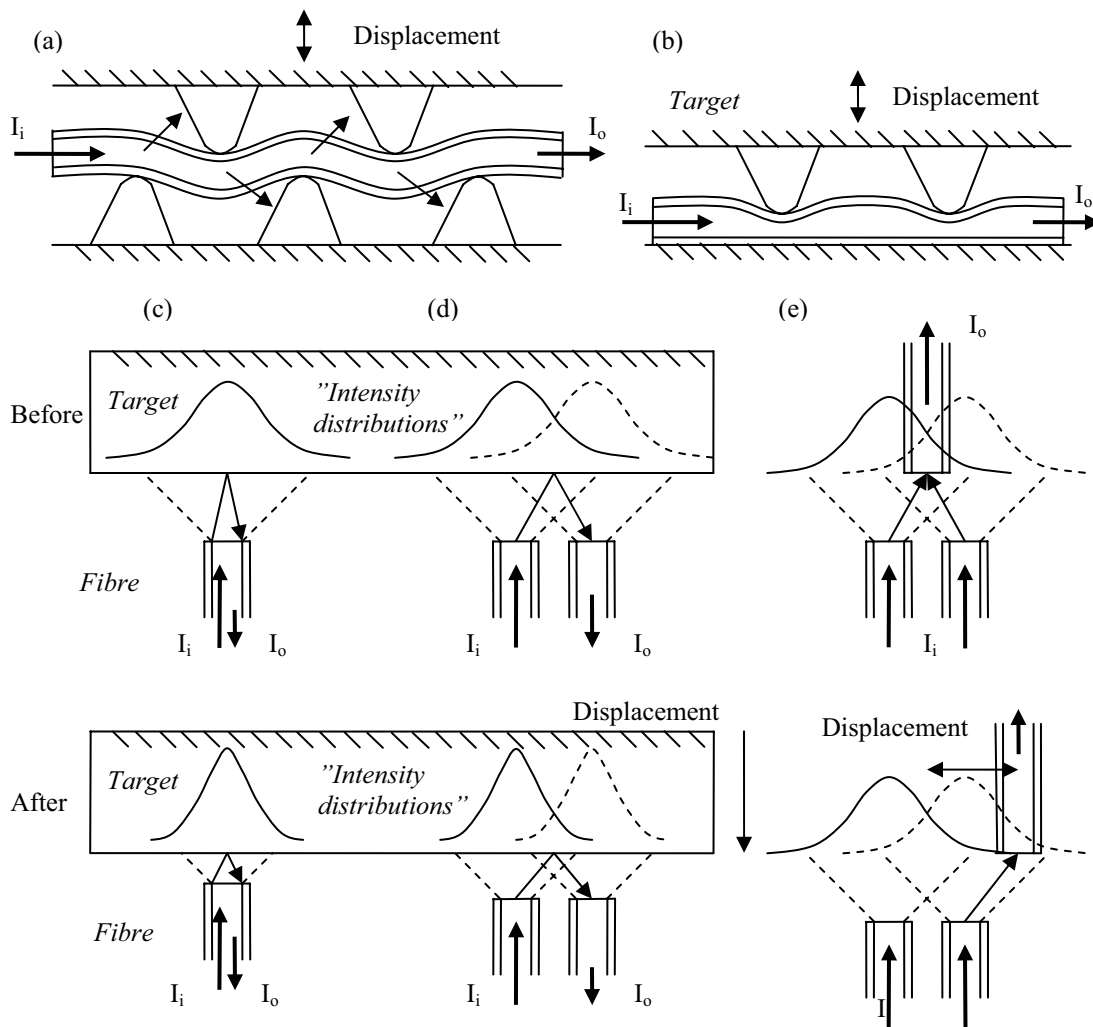 (a)
Displacement
(b)
Target
Displacement
Iᵢ
Iₒ
Iᵢ
Iₒ
(c)
(d)
(e)
Iₒ
Before
Target
”Intensity
distributions”
Fibre
Iᵢ
Iₒ
Iᵢ
Iₒ
Iᵢ
Displacement
Displacement
After
Target
”Intensity
distributions”
Fibre
Iᵢ
Iₒ
Iᵢ
Iₒ
I